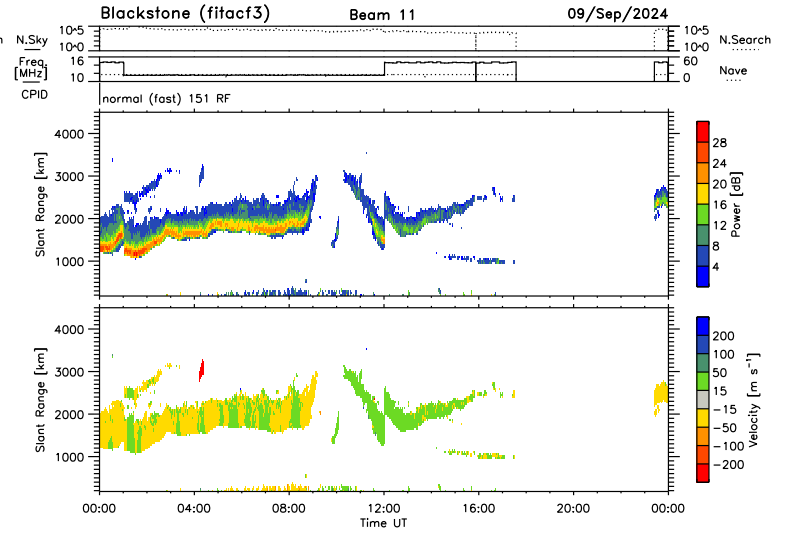 Blackstone (fitacf3) Beam 11 09/Sep/2024
n N.Sky 10^5 10^0 10^5 10^0 N.Search
Freq. [MHz] 16 10 60 0 Nave
CPID normal (fast) 151 RF
Slant Range [km]
4000
3000
2000
1000
28
24
20
16
12
8
4
Power [dB]
Slant Range [km]
4000
3000
2000
1000
200
100
50
15
-15
-50
-100
-200
Velocity [m s⁻¹]
00:00 04:00 08:00 12:00 16:00 20:00 00:00
Time UT